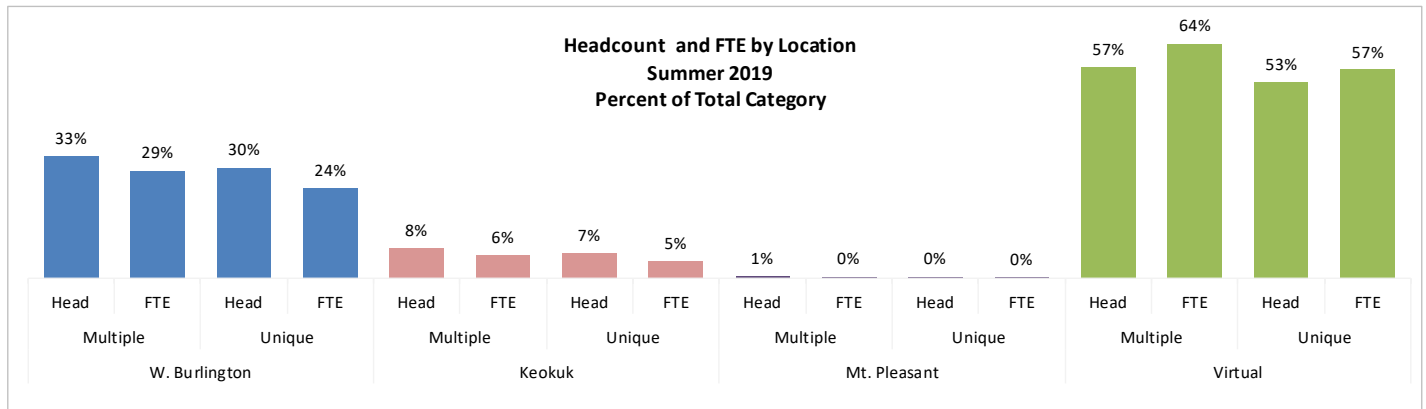 Headcount and FTE by Location
Summer 2019
Percent of Total Category
33% 29% 30% 24% 8% 6% 7% 5% 1% 0% 0% 0% 57% 64% 53% 57%
Head FTE Head FTE Head FTE Head FTE Head FTE Head FTE Head FTE Head FTE
Multiple Unique Multiple Unique Multiple Unique Multiple Unique
W. Burlington Keokuk Mt. Pleasant Virtual